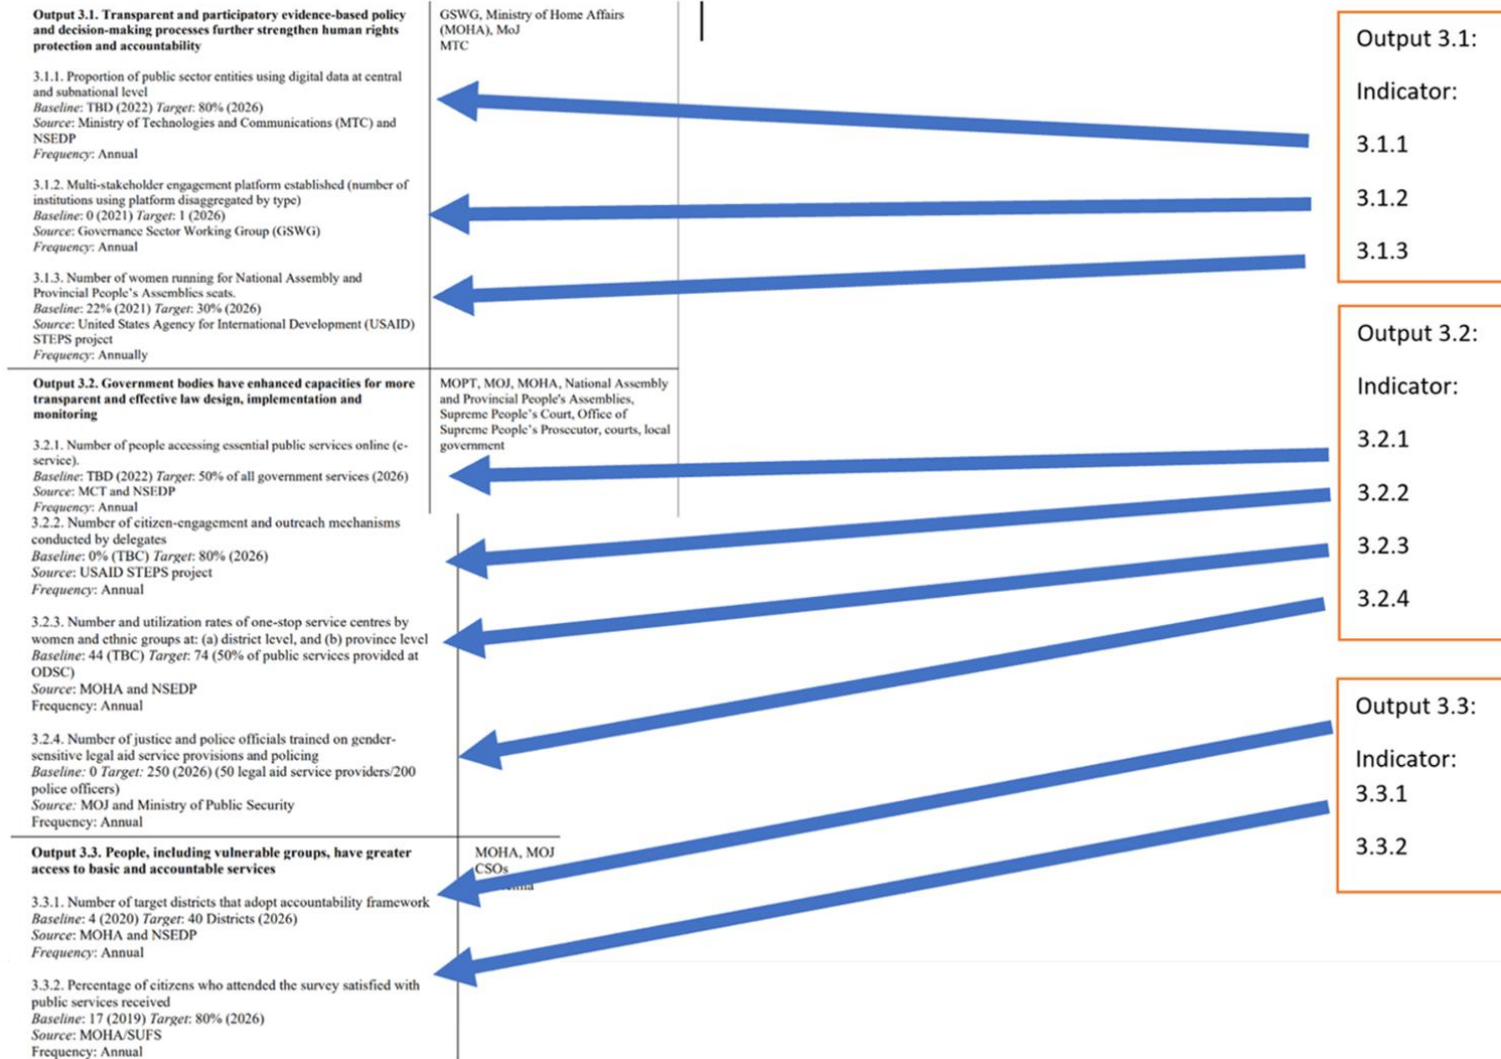 Output 3.1. Transparent and participatory evidence-based policy
and decision-making processes further strengthen human rights
protection and accountability
3.1.1. Proportion of public sector entities using digital data at central
and subnational level
Baseline: TBD (2022) Target: 80% (2026)
Source: Ministry of Technologies and Communications (MTC) and
NSEDP
Frequency: Annual
3.1.2. Multi-stakeholder engagement platform established (number of
institutions using platform disaggregated by type)
Baseline: 0 (2021) Target: 1 (2026)
Source: Governance Sector Working Group (GSWG)
Frequency: Annual
3.1.3. Number of women running for National Assembly and
Provincial People's Assemblies seats.
Baseline: 22% (2021) Target: 30% (2026)
Source: United States Agency for International Development (USAID)
STEPS project
Frequency: Annually
GSWG, Ministry of Home Affairs
(MOHA), MoJ
MTC
Output 3.2. Government bodies have enhanced capacities for more
transparent and effective law design, implementation and
monitoring
3.2.1. Number of people accessing essential public services online (e-
service).
Baseline: TBD (2022) Target: 50% of all government services (2026)
Source: MCT and NSEDP
Frequency: Annual
3.2.2. Number of citizen-engagement and outreach mechanisms
conducted by delegates
Baseline: 0% (TBC) Target: 80% (2026)
Source: USAID STEPS project
Frequency: Annual
3.2.3. Number and utilization rates of one-stop service centres by
women and ethnic groups at: (a) district level, and (b) province level
Baseline: 44 (TBC) Target: 74 (50% of public services provided at
ODSC)
Source: MOHA and NSEDP
Frequency: Annual
3.2.4. Number of justice and police officials trained on gender-
sensitive legal aid service provisions and policing
Baseline: 0 Target: 250 (2026) (50 legal aid service providers/200
police officers)
Source: MOJ and Ministry of Public Security
Frequency: Annual
MOPT, MOJ, MOHA, National Assembly
and Provincial People's Assemblies,
Supreme People's Court, Office of
Supreme People's Prosecutor, courts, local
government
Output 3.3. People, including vulnerable groups, have greater
access to basic and accountable services
3.3.1. Number of target districts that adopt accountability framework
Baseline: 4 (2020) Target: 40 Districts (2026)
Source: MOHA and NSEDP
Frequency: Annual
3.3.2. Percentage of citizens who attended the survey satisfied with
public services received
Baseline: 17 (2019) Target: 80% (2026)
Source: MOHA/SUFS
Frequency: Annual
MOHA, MOJ
CSOs
Output 3.1:
Indicator:
3.1.1
3.1.2
3.1.3
Output 3.2:
Indicator:
3.2.1
3.2.2
3.2.3
3.2.4
Output 3.3:
Indicator:
3.3.1
3.3.2